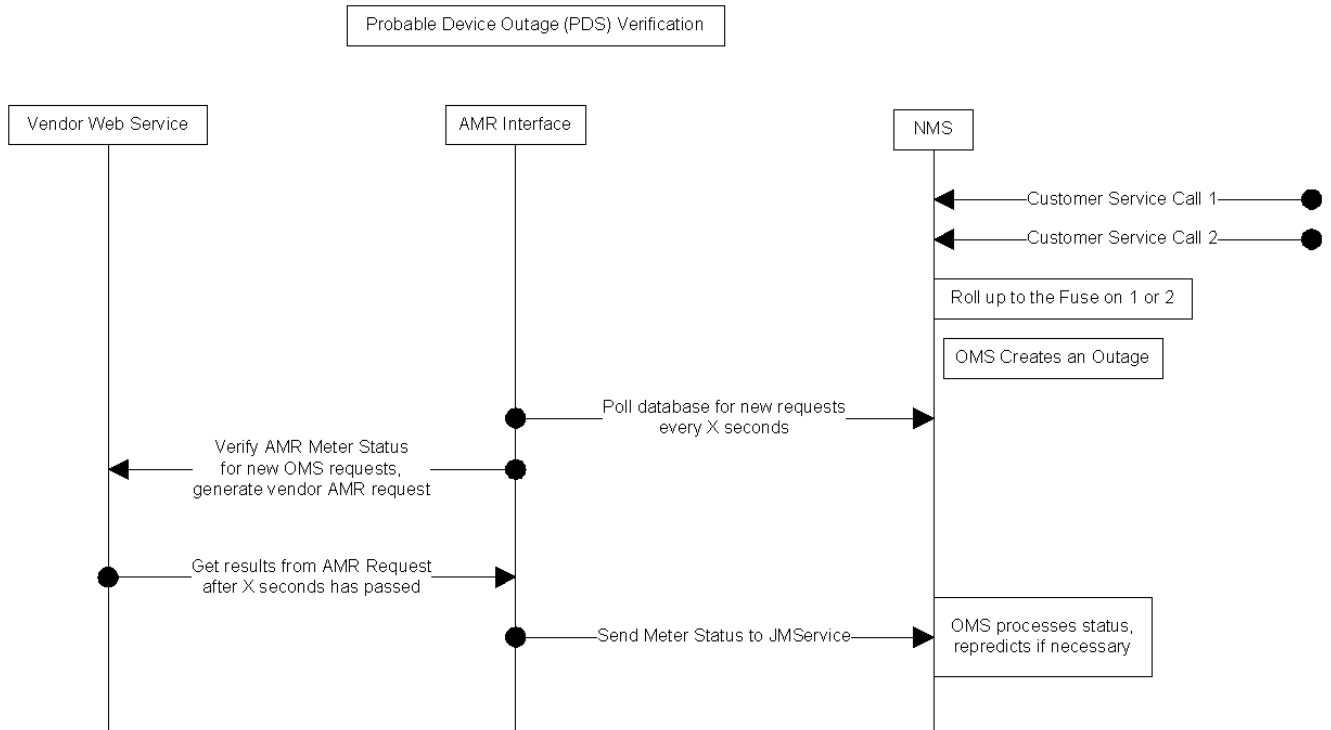 Probable Device Outage (PDS) Verification
Vendor Web Service
AMR Interface
NMS
Customer Service Call 1
Customer Service Call 2
Roll up to the Fuse on 1 or 2
OMS Creates an Outage
Poll database for new requests
every X seconds
Verify AMR Meter Status
for new OMS requests,
generate vendor AMR request
Get results from AMR Request
after X seconds has passed
Send Meter Status to JMService
OMS processes status,
repredicts if necessary